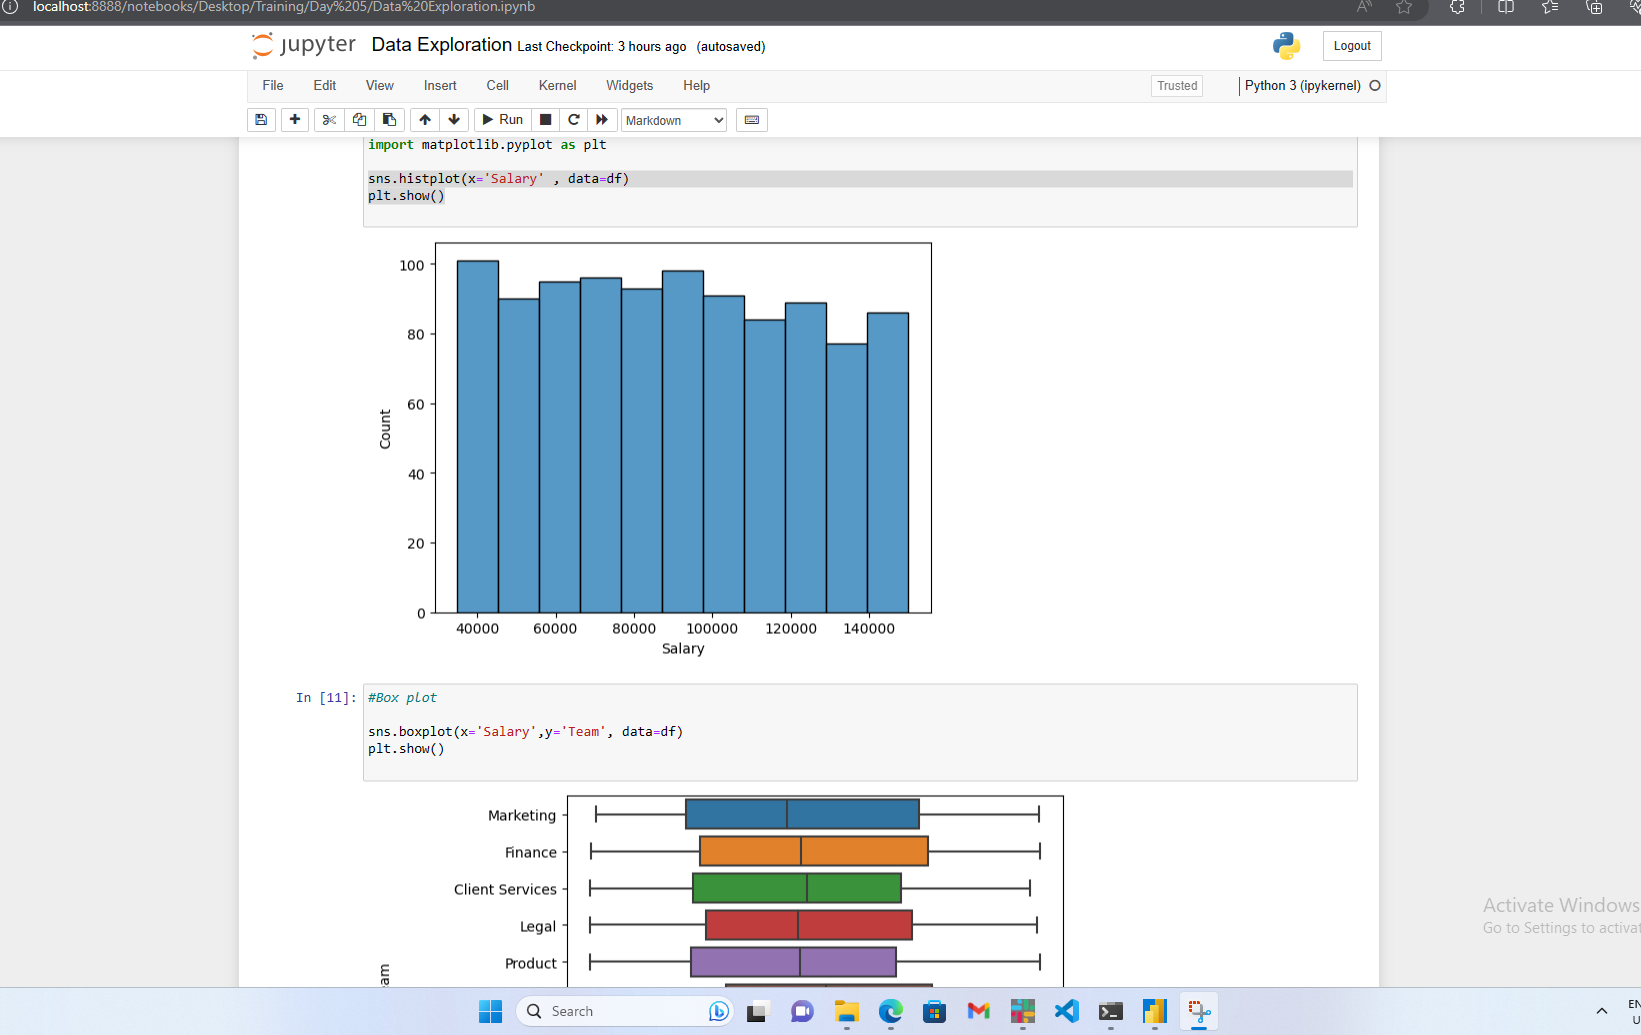 localhost:8888/notebooks/Desktop/Training/Day%205/Data%20Exploration.ipynb
jupyter Data Exploration Last Checkpoint: 3 hours ago (autosaved)
Logout
File Edit View Insert Cell Kernel Widgets Help
Trusted
Python 3 (ipykernel)
Run
Markdown
import matplotlib.pyplot as plt
sns.histplot(x='Salary' , data=df)
plt.show()
100
80
60
40
20
0
Count
40000 60000 80000 100000 120000 140000
Salary
In [11]:
#Box plot
sns.boxplot(x='Salary',y='Team', data=df)
plt.show()
Marketing
Finance
Client Services
Legal
Product
am
Activate Windows
Go to Settings to activat
Search
EN
U